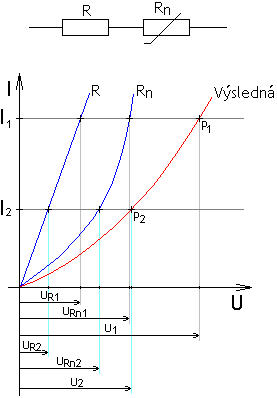 R Rn
I R Rn Výsledná
I1 P1
I2 P2
U
UR1
URn1
U1
UR2
URn2
U2